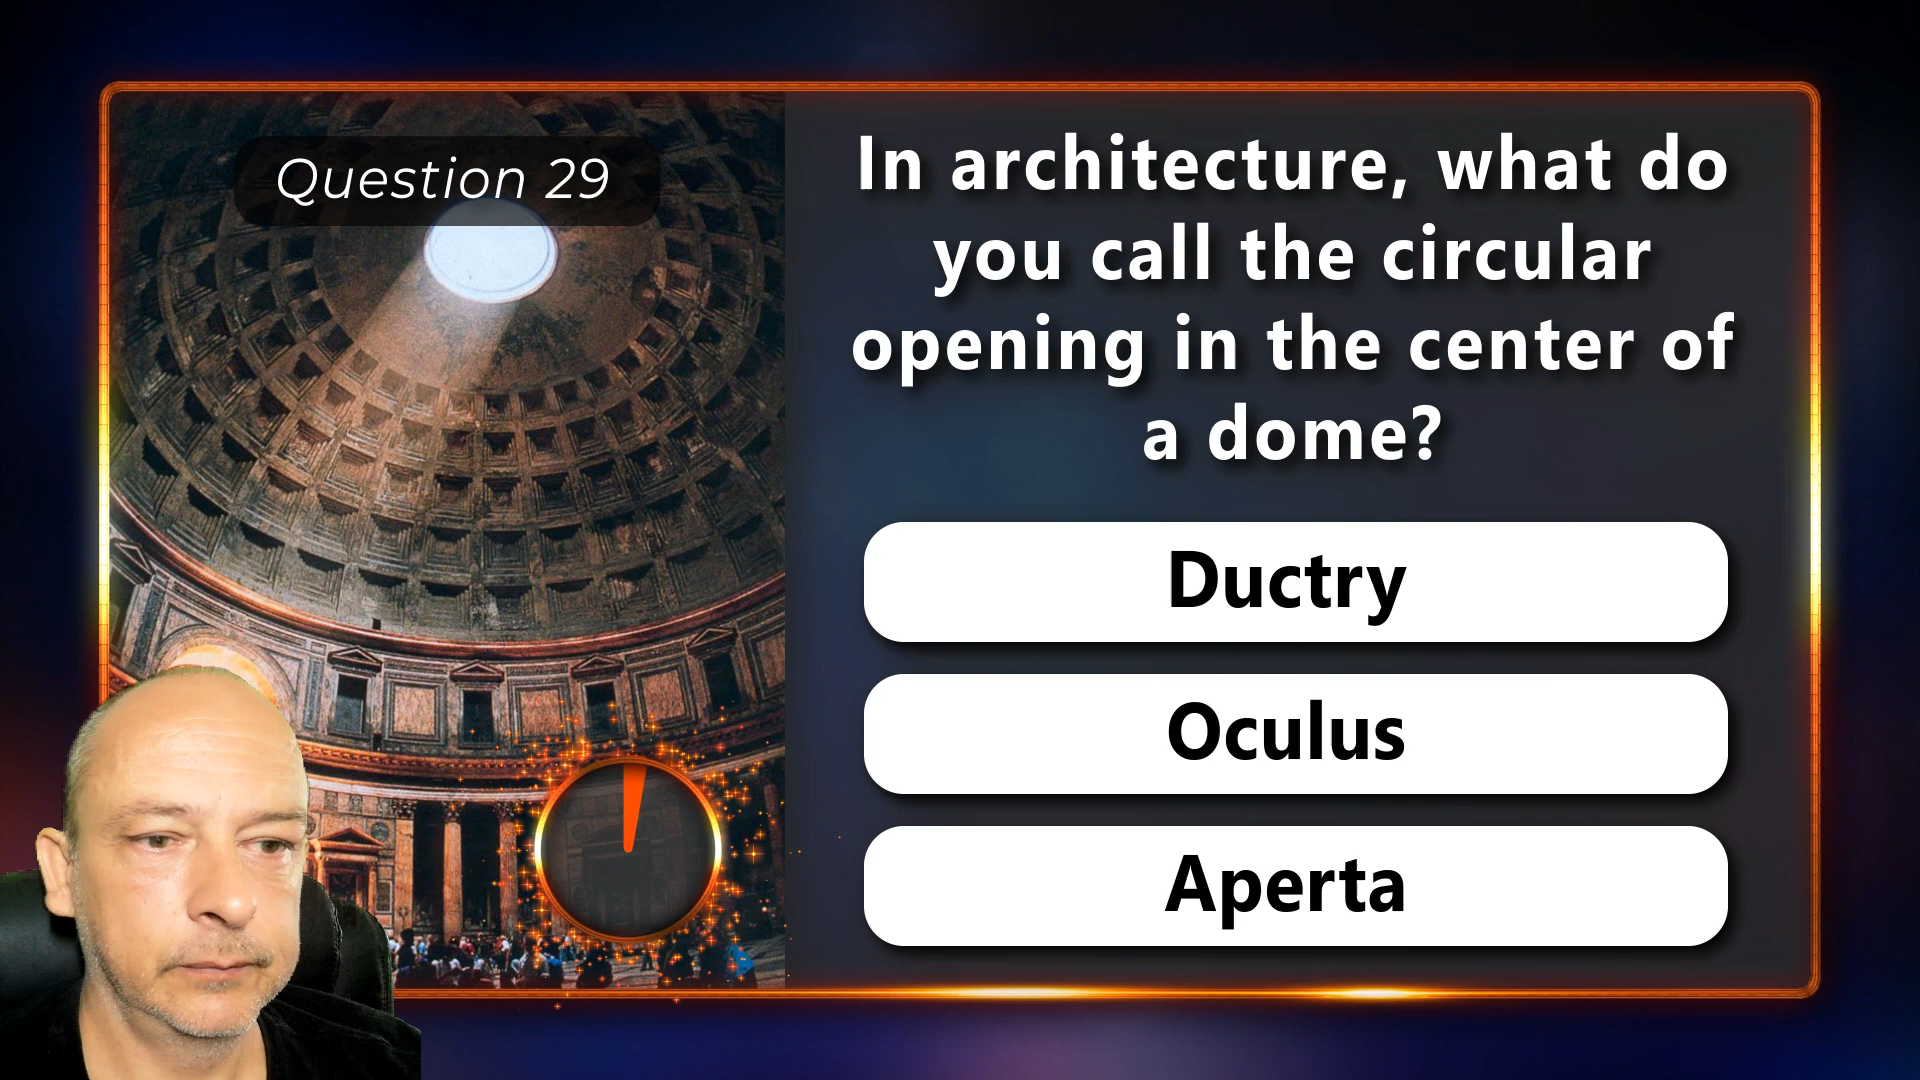 Question 29
In architecture, what do
you call the circular
opening in the center of
a dome?
Ductry
Oculus
Aperta